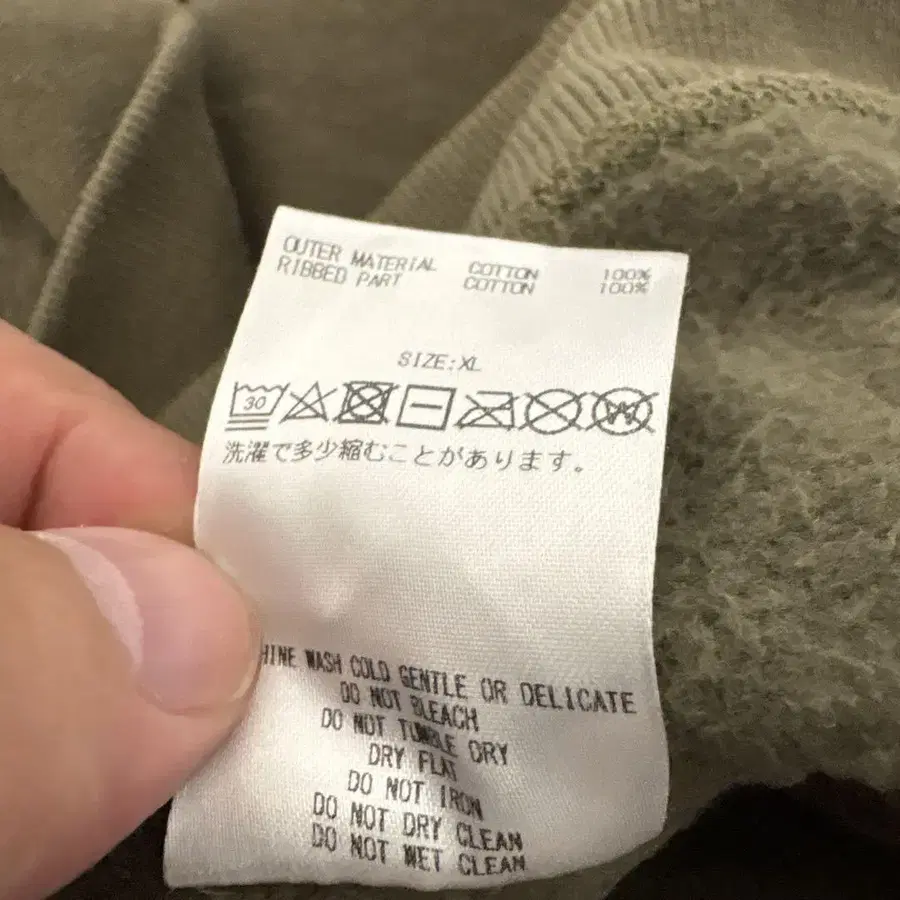 OUTER MATERIAL COTTON 100%
RIBBED PART COTTON 100%
SIZE:XL
30 W
洗濯で多少縮むことがあります。
HINE WASH COLD GENTLE OR DELICATE
DO NOT BLEACH
DO NOT TUMBLE DRY
DRY FLAT
DO NOT IRON
DO NOT DRY CLEAN
DO NOT WET CLEAN